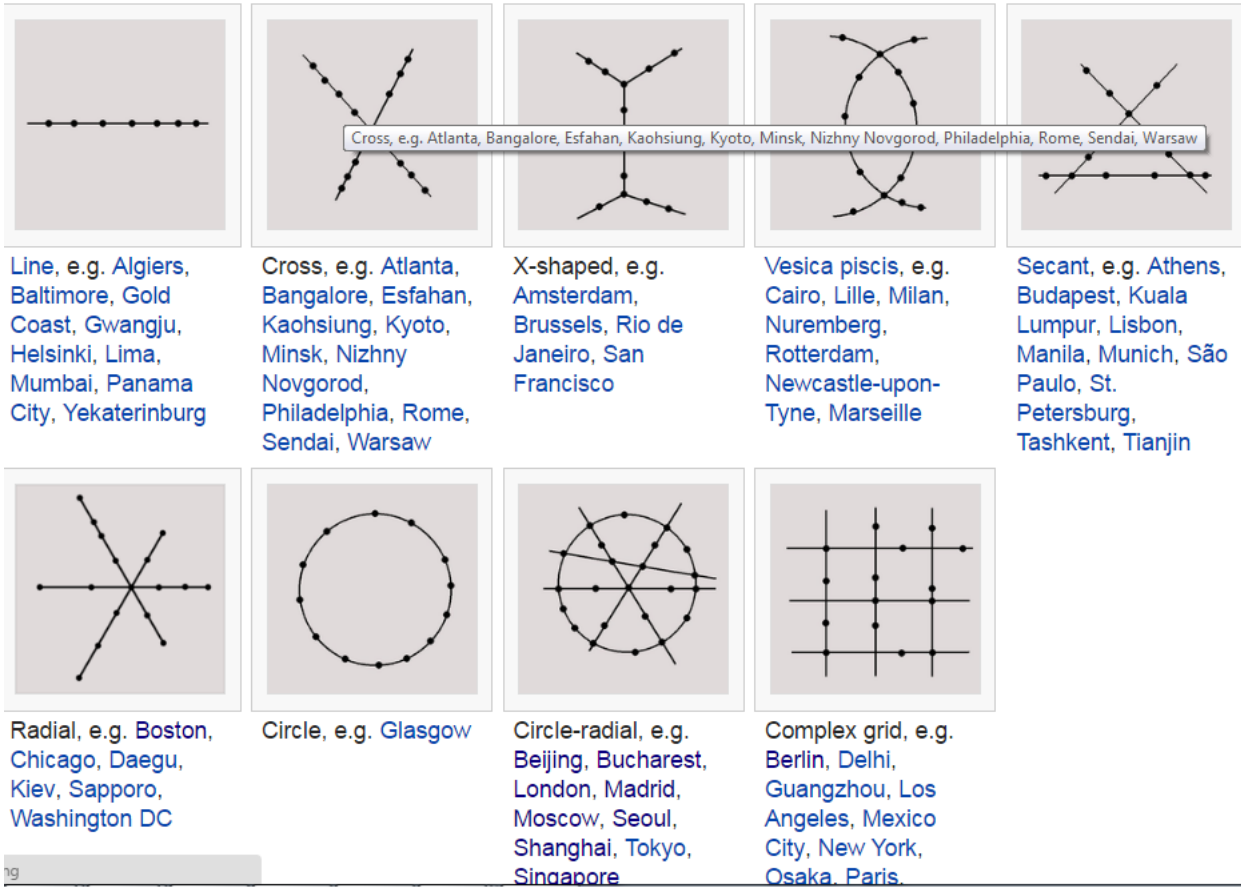 Cross, e.g. Atlanta, Bangalore, Esfahan, Kaohsiung, Kyoto, Minsk, Nizhny Novgorod, Philadelphia, Rome, Sendai, Warsaw
Line, e.g. Algiers,
Baltimore, Gold
Coast, Gwangju,
Helsinki, Lima,
Mumbai, Panama
City, Yekaterinburg
Cross, e.g. Atlanta,
Bangalore, Esfahan,
Kaohsiung, Kyoto,
Minsk, Nizhny
Novgorod,
Philadelphia, Rome,
Sendai, Warsaw
X-shaped, e.g.
Amsterdam,
Brussels, Rio de
Janeiro, San
Francisco
Vesica piscis, e.g.
Cairo, Lille, Milan,
Nuremberg,
Rotterdam,
Newcastle-upon-
Tyne, Marseille
Secant, e.g. Athens,
Budapest, Kuala
Lumpur, Lisbon,
Manila, Munich, São
Paulo, St.
Petersburg,
Tashkent, Tianjin
Radial, e.g. Boston,
Chicago, Daegu,
Kiev, Sapporo,
Washington DC
Circle, e.g. Glasgow
Circle-radial, e.g.
Beijing, Bucharest,
London, Madrid,
Moscow, Seoul,
Shanghai, Tokyo,
Singapore
Complex grid, e.g.
Berlin, Delhi,
Guangzhou, Los
Angeles, Mexico
City, New York,
Osaka, Paris,
ng